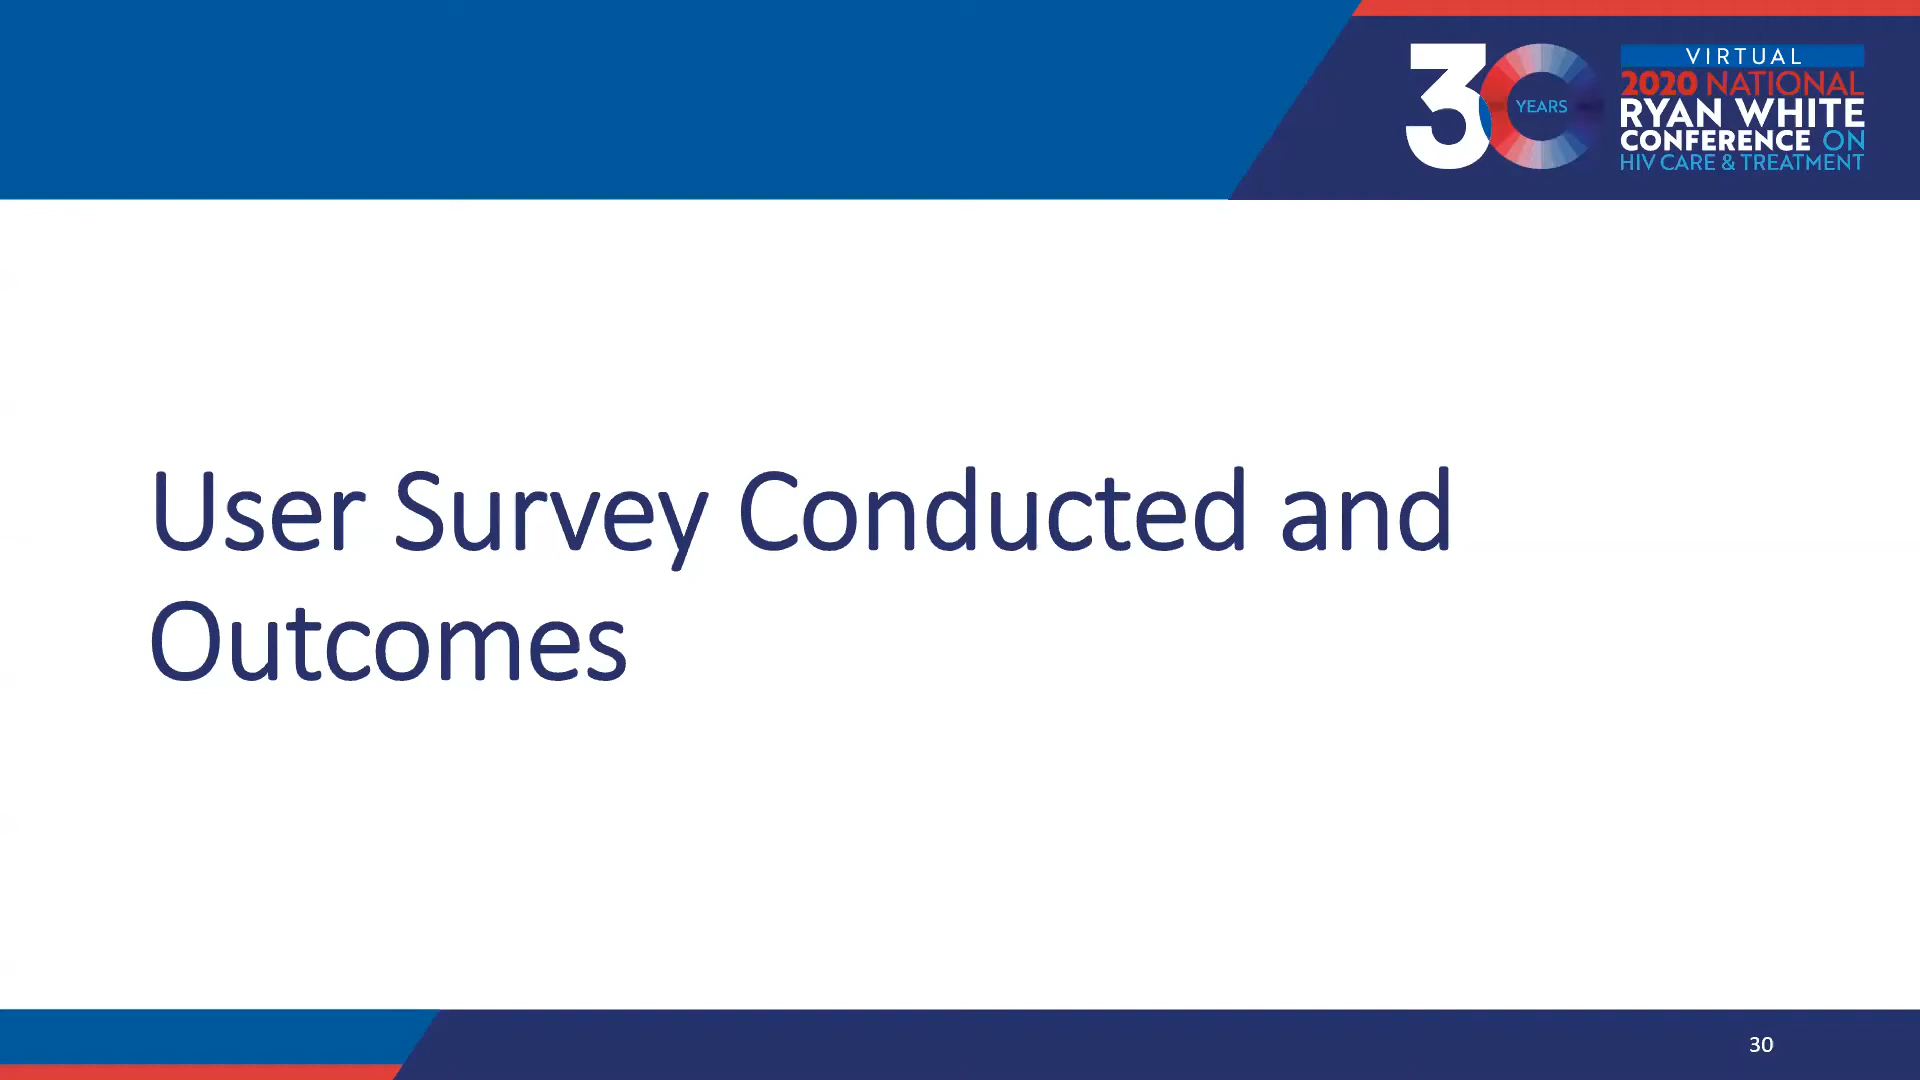 30 YEARS
VIRTUAL
2020 NATIONAL
RYAN WHITE
CONFERENCE ON
HIV CARE & TREATMENT
User Survey Conducted and
Outcomes
30